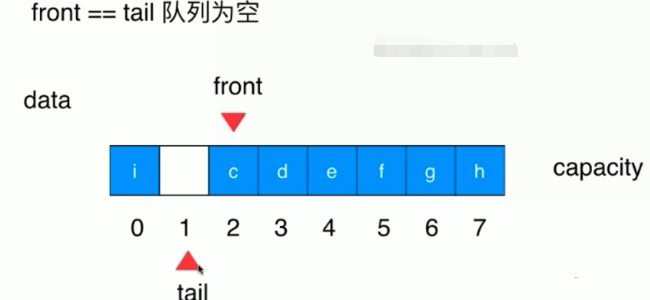 front == tail 队列为空
front
data
i c d e f g h
capacity
0 1 2 3 4 5 6 7
tail